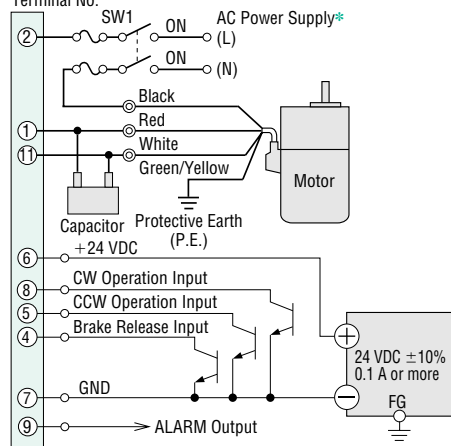 Terminal No.
SW1
AC Power Supply*
2
ON
(L)
ON
(N)
Black
1
Red
11
White
Green/Yellow
Motor
Capacitor
Protective Earth
(P.E.)
6
+24 VDC
8
CW Operation Input
5
CCW Operation Input
4
Brake Release Input
+
24 VDC ±10%
0.1 A or more
7
GND
−
FG
9
ALARM Output